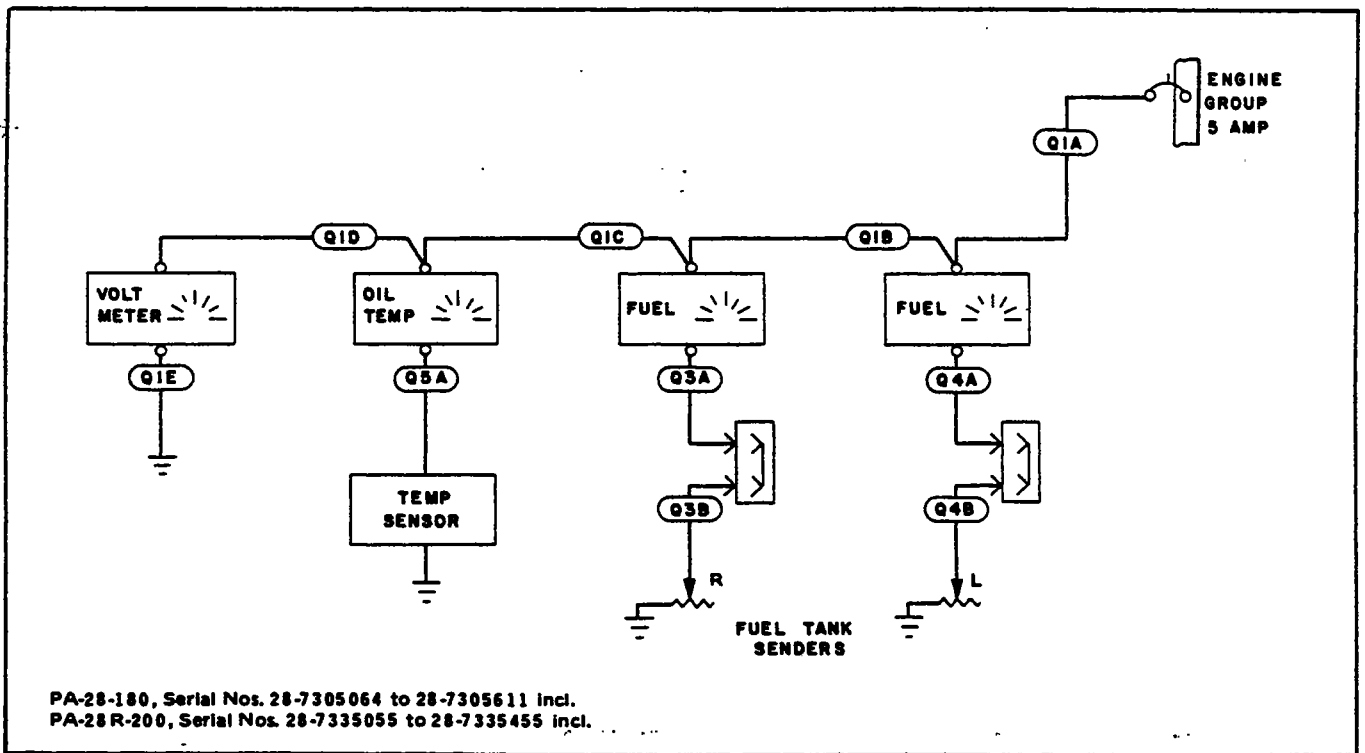 ENGINE
GROUP
5 AMP
Q1A
Q1D
Q1C
Q1B
VOLT
METER
OIL
TEMP
FUEL
FUEL
Q1E
Q5A
Q3A
Q4A
TEMP
SENSOR
Q3B
Q4B
R
L
FUEL TANK
SENDERS
PA-28-180, Serial Nos. 28-7305064 to 28-7305611 incl.
PA-28R-200, Serial Nos. 28-7335055 to 28-7335455 incl.